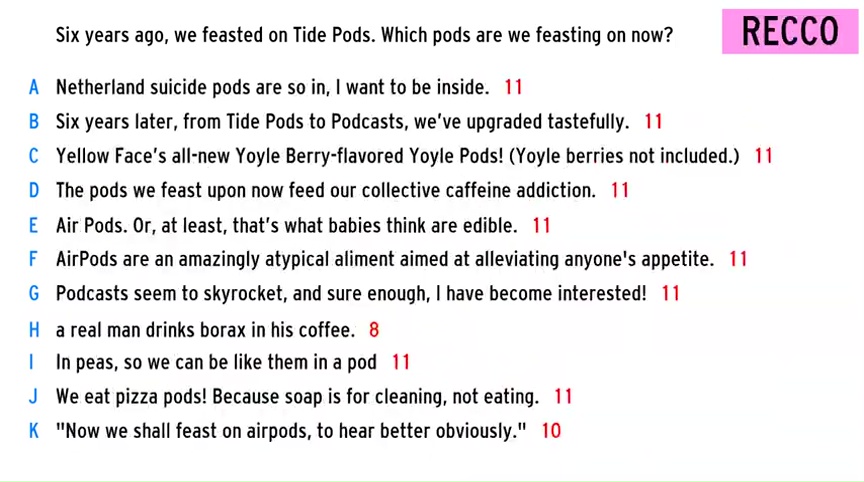 Six years ago, we feasted on Tide Pods. Which pods are we feasting on now?
RECCO
A Netherland suicide pods are so in, I want to be inside. 11
B Six years later, from Tide Pods to Podcasts, we've upgraded tastefully. 11
C Yellow Face's all-new Yoyle Berry-flavored Yoyle Pods! (Yoyle berries not included.) 11
D The pods we feast upon now feed our collective caffeine addiction. 11
E Air Pods. Or, at least, that's what babies think are edible. 11
F AirPods are an amazingly atypical aliment aimed at alleviating anyone's appetite. 11
G Podcasts seem to skyrocket, and sure enough, I have become interested! 11
H a real man drinks borax in his coffee. 8
I In peas, so we can be like them in a pod 11
J We eat pizza pods! Because soap is for cleaning, not eating. 11
K "Now we shall feast on airpods, to hear better obviously." 10